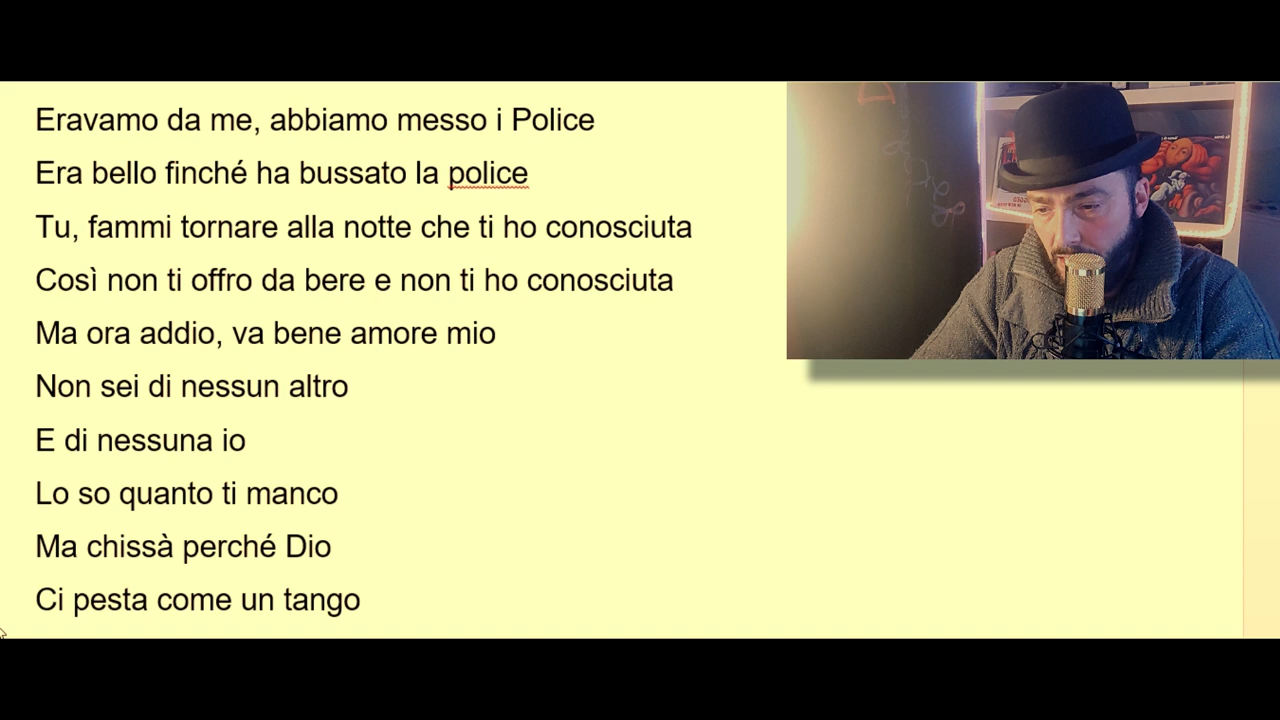 Eravamo da me, abbiamo messo i Police
Era bello finché ha bussato la police
Tu, fammi tornare alla notte che ti ho conosciuta
Così non ti offro da bere e non ti ho conosciuta
Ma ora addio, va bene amore mio
Non sei di nessun altro
E di nessuna io
Lo so quanto ti manco
Ma chissà perché Dio
Ci pesta come un tango